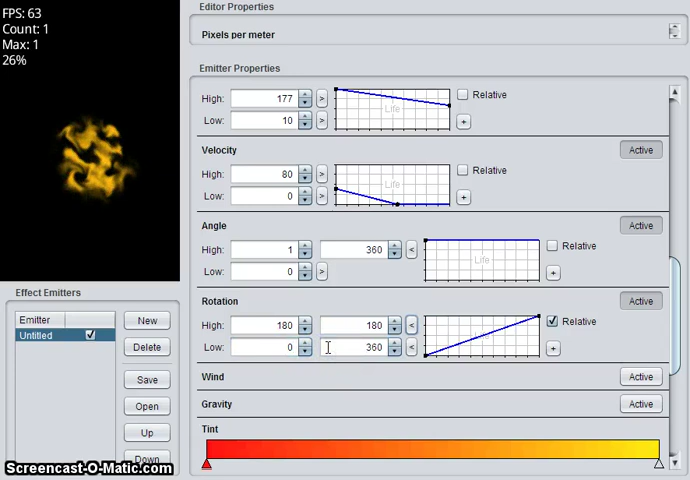 FPS: 63
Count: 1
Max: 1
26%
Editor Properties
Pixels per meter
Emitter Properties
High: 177 > Life Relative
Low: 10 > +
Velocity Active
High: 80 > Relative
Low: 0 > +
Angle Active
High: 1 360 < Life Relative
Low: 0 > +
Rotation Active
High: 180 180 < Relative
Low: 0 360 < +
Wind Active
Gravity Active
Tint
Effect Emitters
Emitter
Untitled
New
Delete
Save
Open
Up
Down
Screencast-O-Matic.com